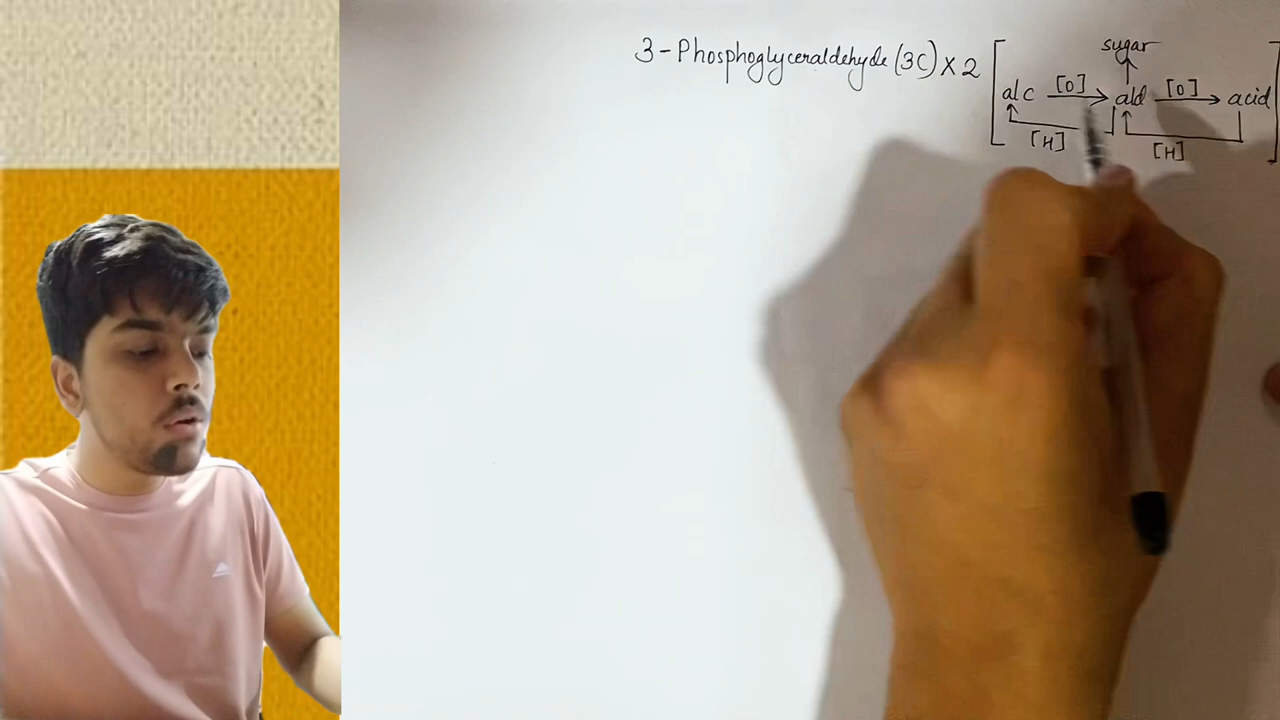 3-Phosphoglyceraldehyde (3C) X 2
sugar
alc [O] ald [O] acid
[H] [H]